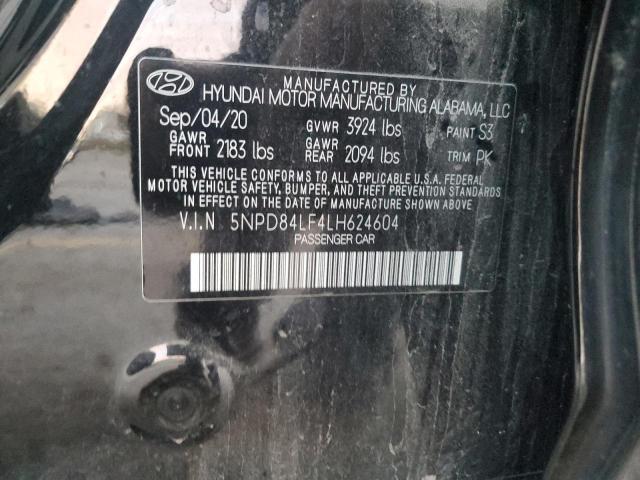 MANUFACTURED BY
HYUNDAI MOTOR MANUFACTURING ALABAMA, LLC
Sep/04/20 GVWR 3924 lbs PAINT S3
GAWR FRONT 2183 lbs GAWR REAR 2094 lbs TRIM PK
THIS VEHICLE CONFORMS TO ALL APPLICABLE U.S.A. FEDERAL
MOTOR VEHICLE SAFETY, BUMPER, AND THEFT PREVENTION STANDARDS
IN EFFECT ON THE DATE OF MANUFACTURE SHOWN ABOVE.
V.I.N 5NPD84LF4LH624604
PASSENGER CAR